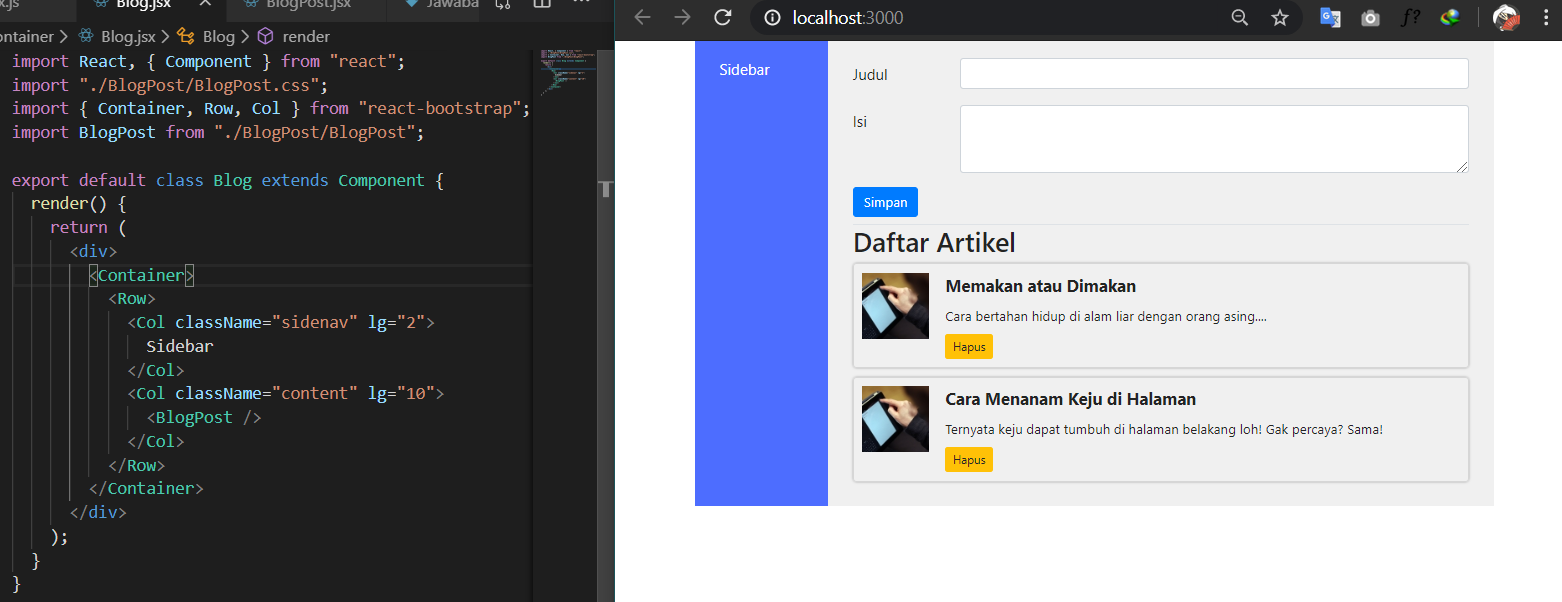 Blog.jsx
BlogPost.jsx
Blog.jsx > Blog > render
import React, { Component } from "react";
import "./BlogPost/BlogPost.css";
import { Container, Row, Col } from "react-bootstrap";
import BlogPost from "./BlogPost/BlogPost";
export default class Blog extends Component {
render() {
return (
<div>
<Container>
<Row>
<Col className="sidenav" lg="2">
Sidebar
</Col>
<Col className="content" lg="10">
<BlogPost />
</Col>
</Row>
</Container>
</div>
);
}
}
localhost:3000
f?
Sidebar
Judul
Isi
Simpan
Daftar Artikel
Memakan atau Dimakan
Cara bertahan hidup di alam liar dengan orang asing....
Hapus
Cara Menanam Keju di Halaman
Ternyata keju dapat tumbuh di halaman belakang loh! Gak percaya? Sama!
Hapus